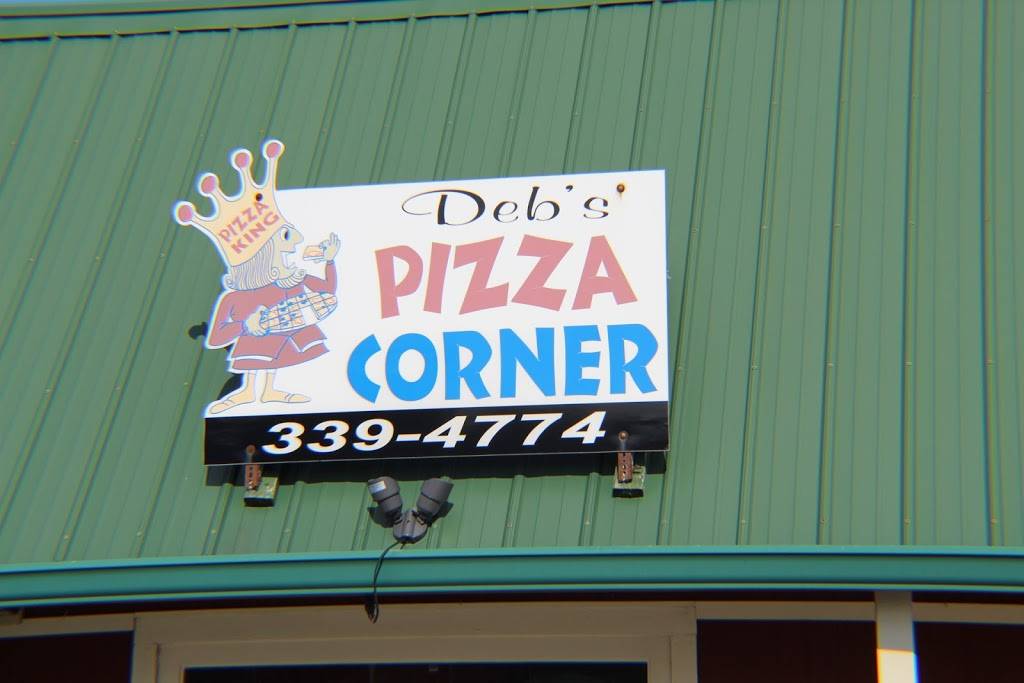 Deb's
PIZZA
KING
PIZZA
CORNER
339-4774